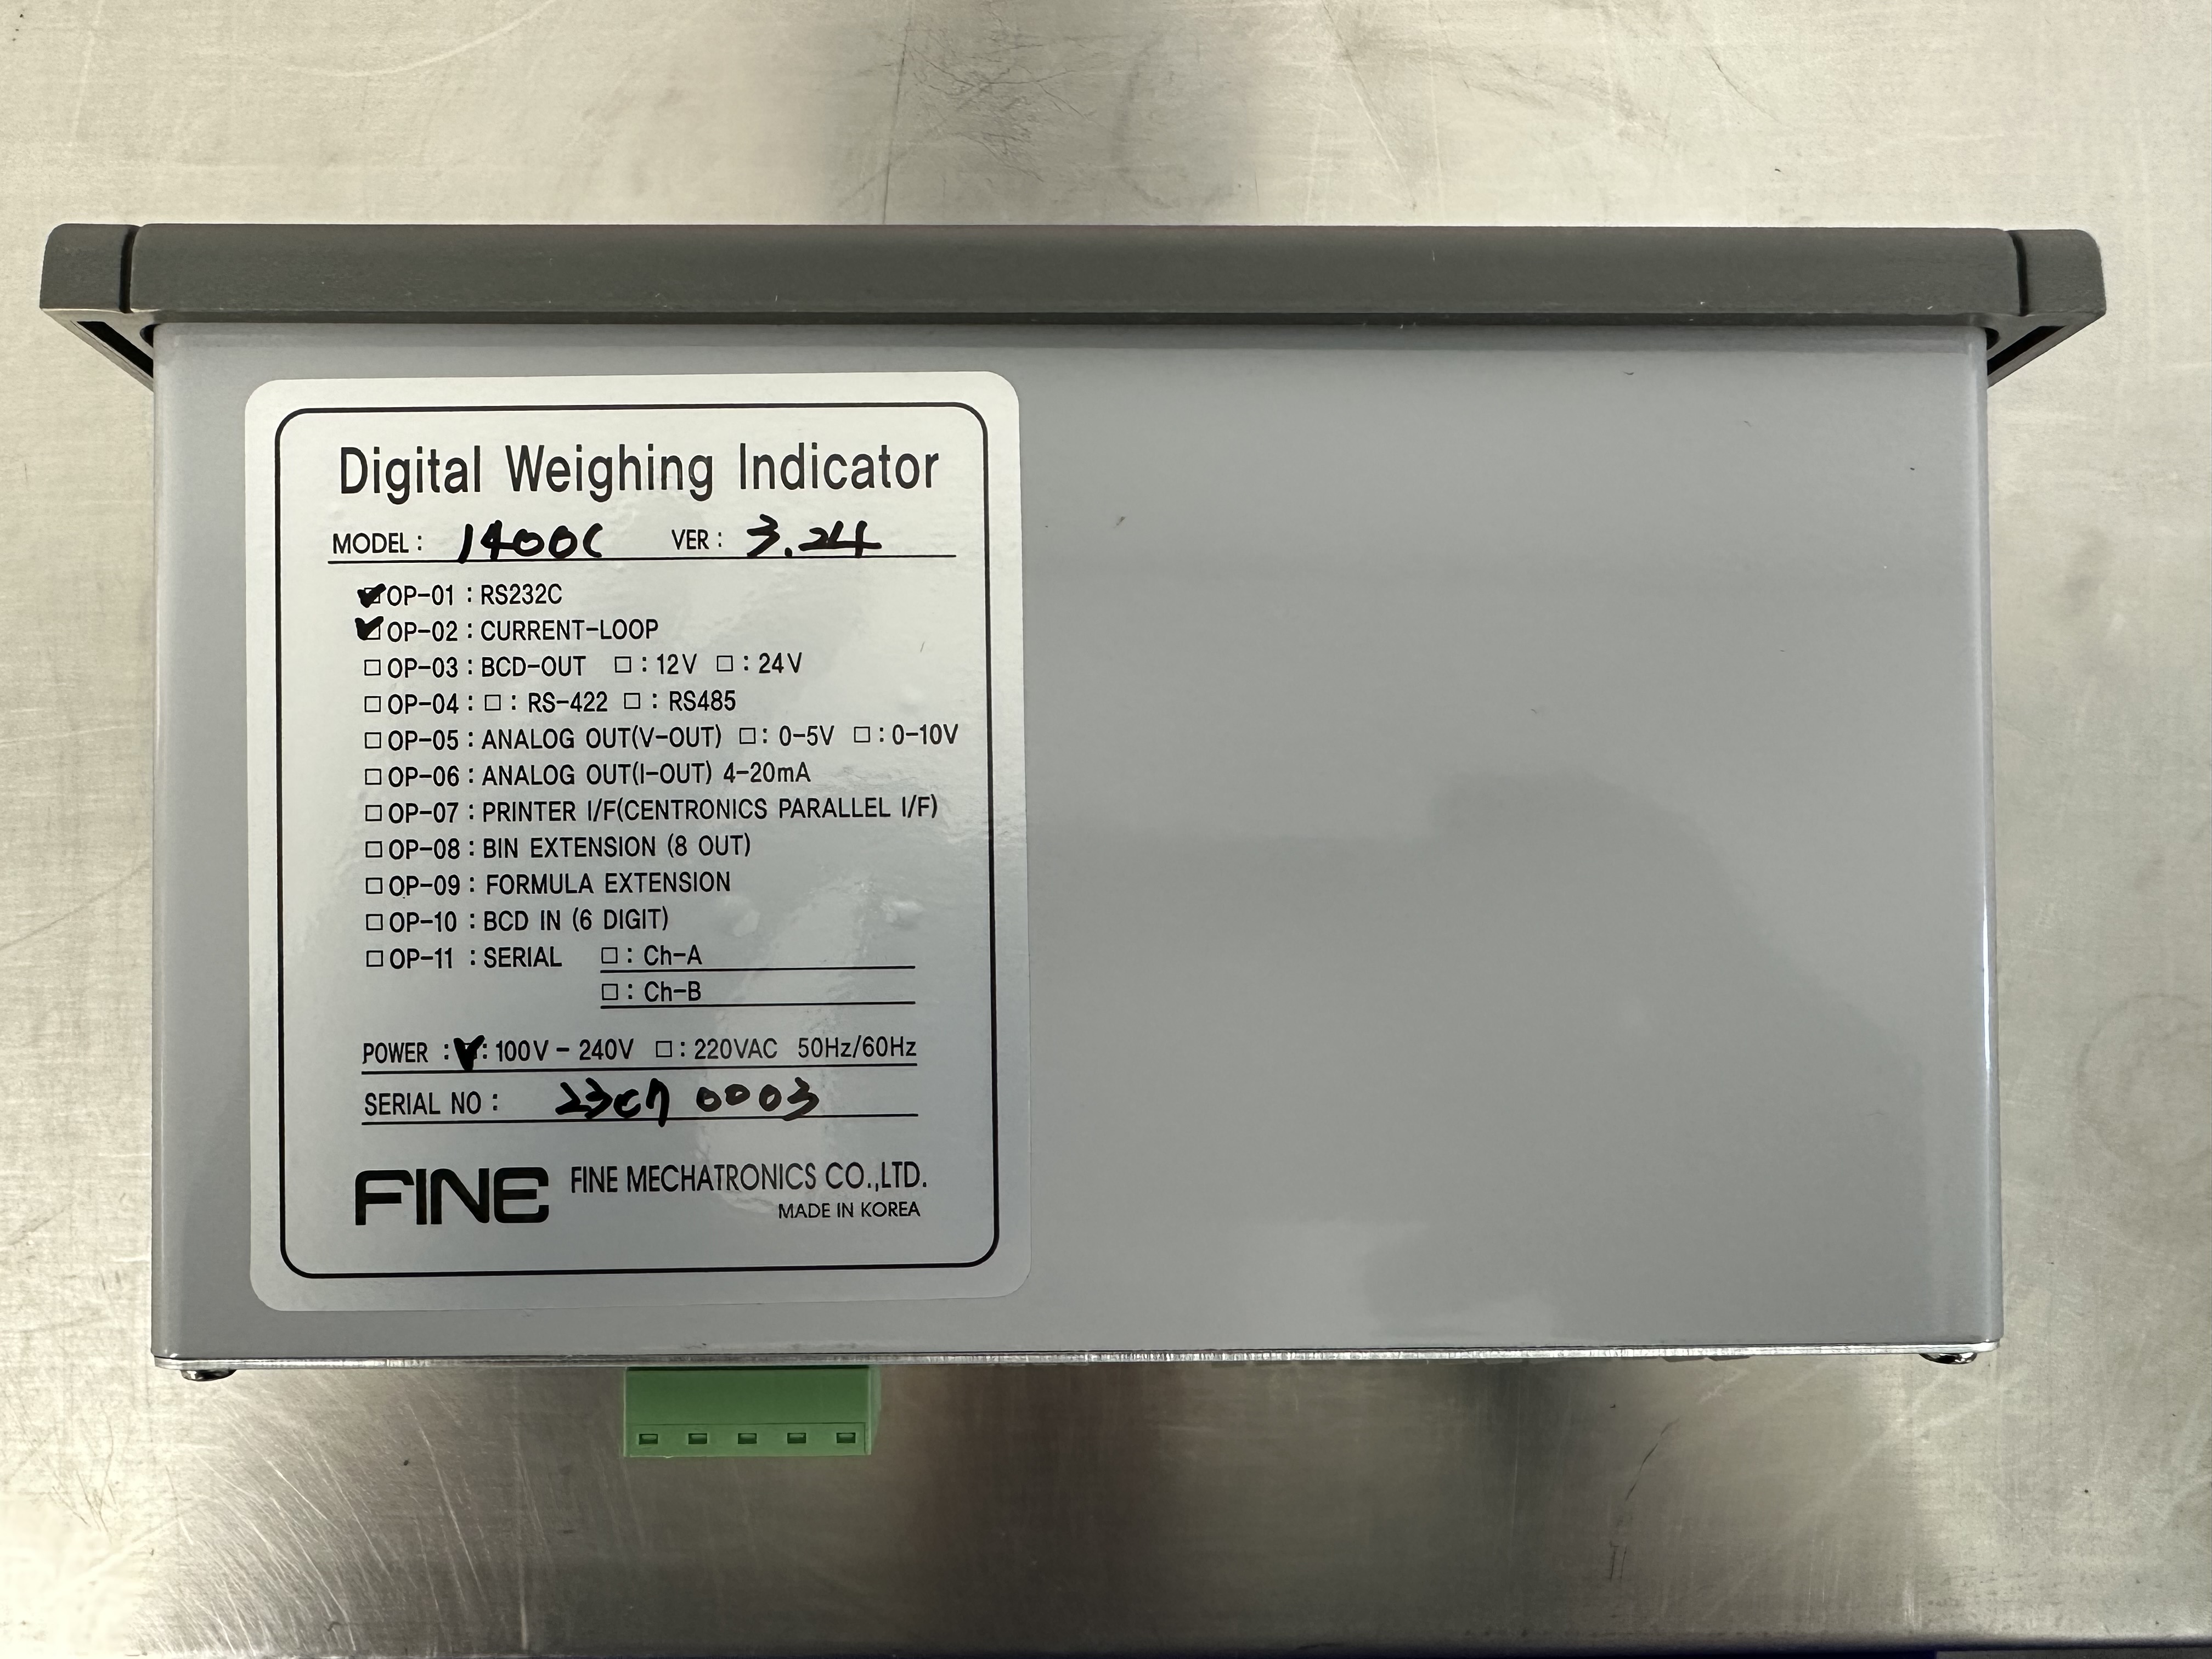 Digital Weighing Indicator
MODEL : 1400C VER : 3.24
OP-01 : RS232C
OP-02 : CURRENT-LOOP
OP-03 : BCD-OUT □ : 12V □ : 24V
OP-04 : □ : RS-422 □ : RS485
OP-05 : ANALOG OUT(V-OUT) □ : 0-5V □ : 0-10V
OP-06 : ANALOG OUT(I-OUT) 4-20mA
OP-07 : PRINTER I/F(CENTRONICS PARALLEL I/F)
OP-08 : BIN EXTENSION (8 OUT)
OP-09 : FORMULA EXTENSION
OP-10 : BCD IN (6 DIGIT)
OP-11 : SERIAL □ : Ch-A
□ : Ch-B
POWER : : 100V - 240V □ : 220VAC 50Hz/60Hz
SERIAL NO : 0003
FINE FINE MECHATRONICS CO.,LTD.
MADE IN KOREA